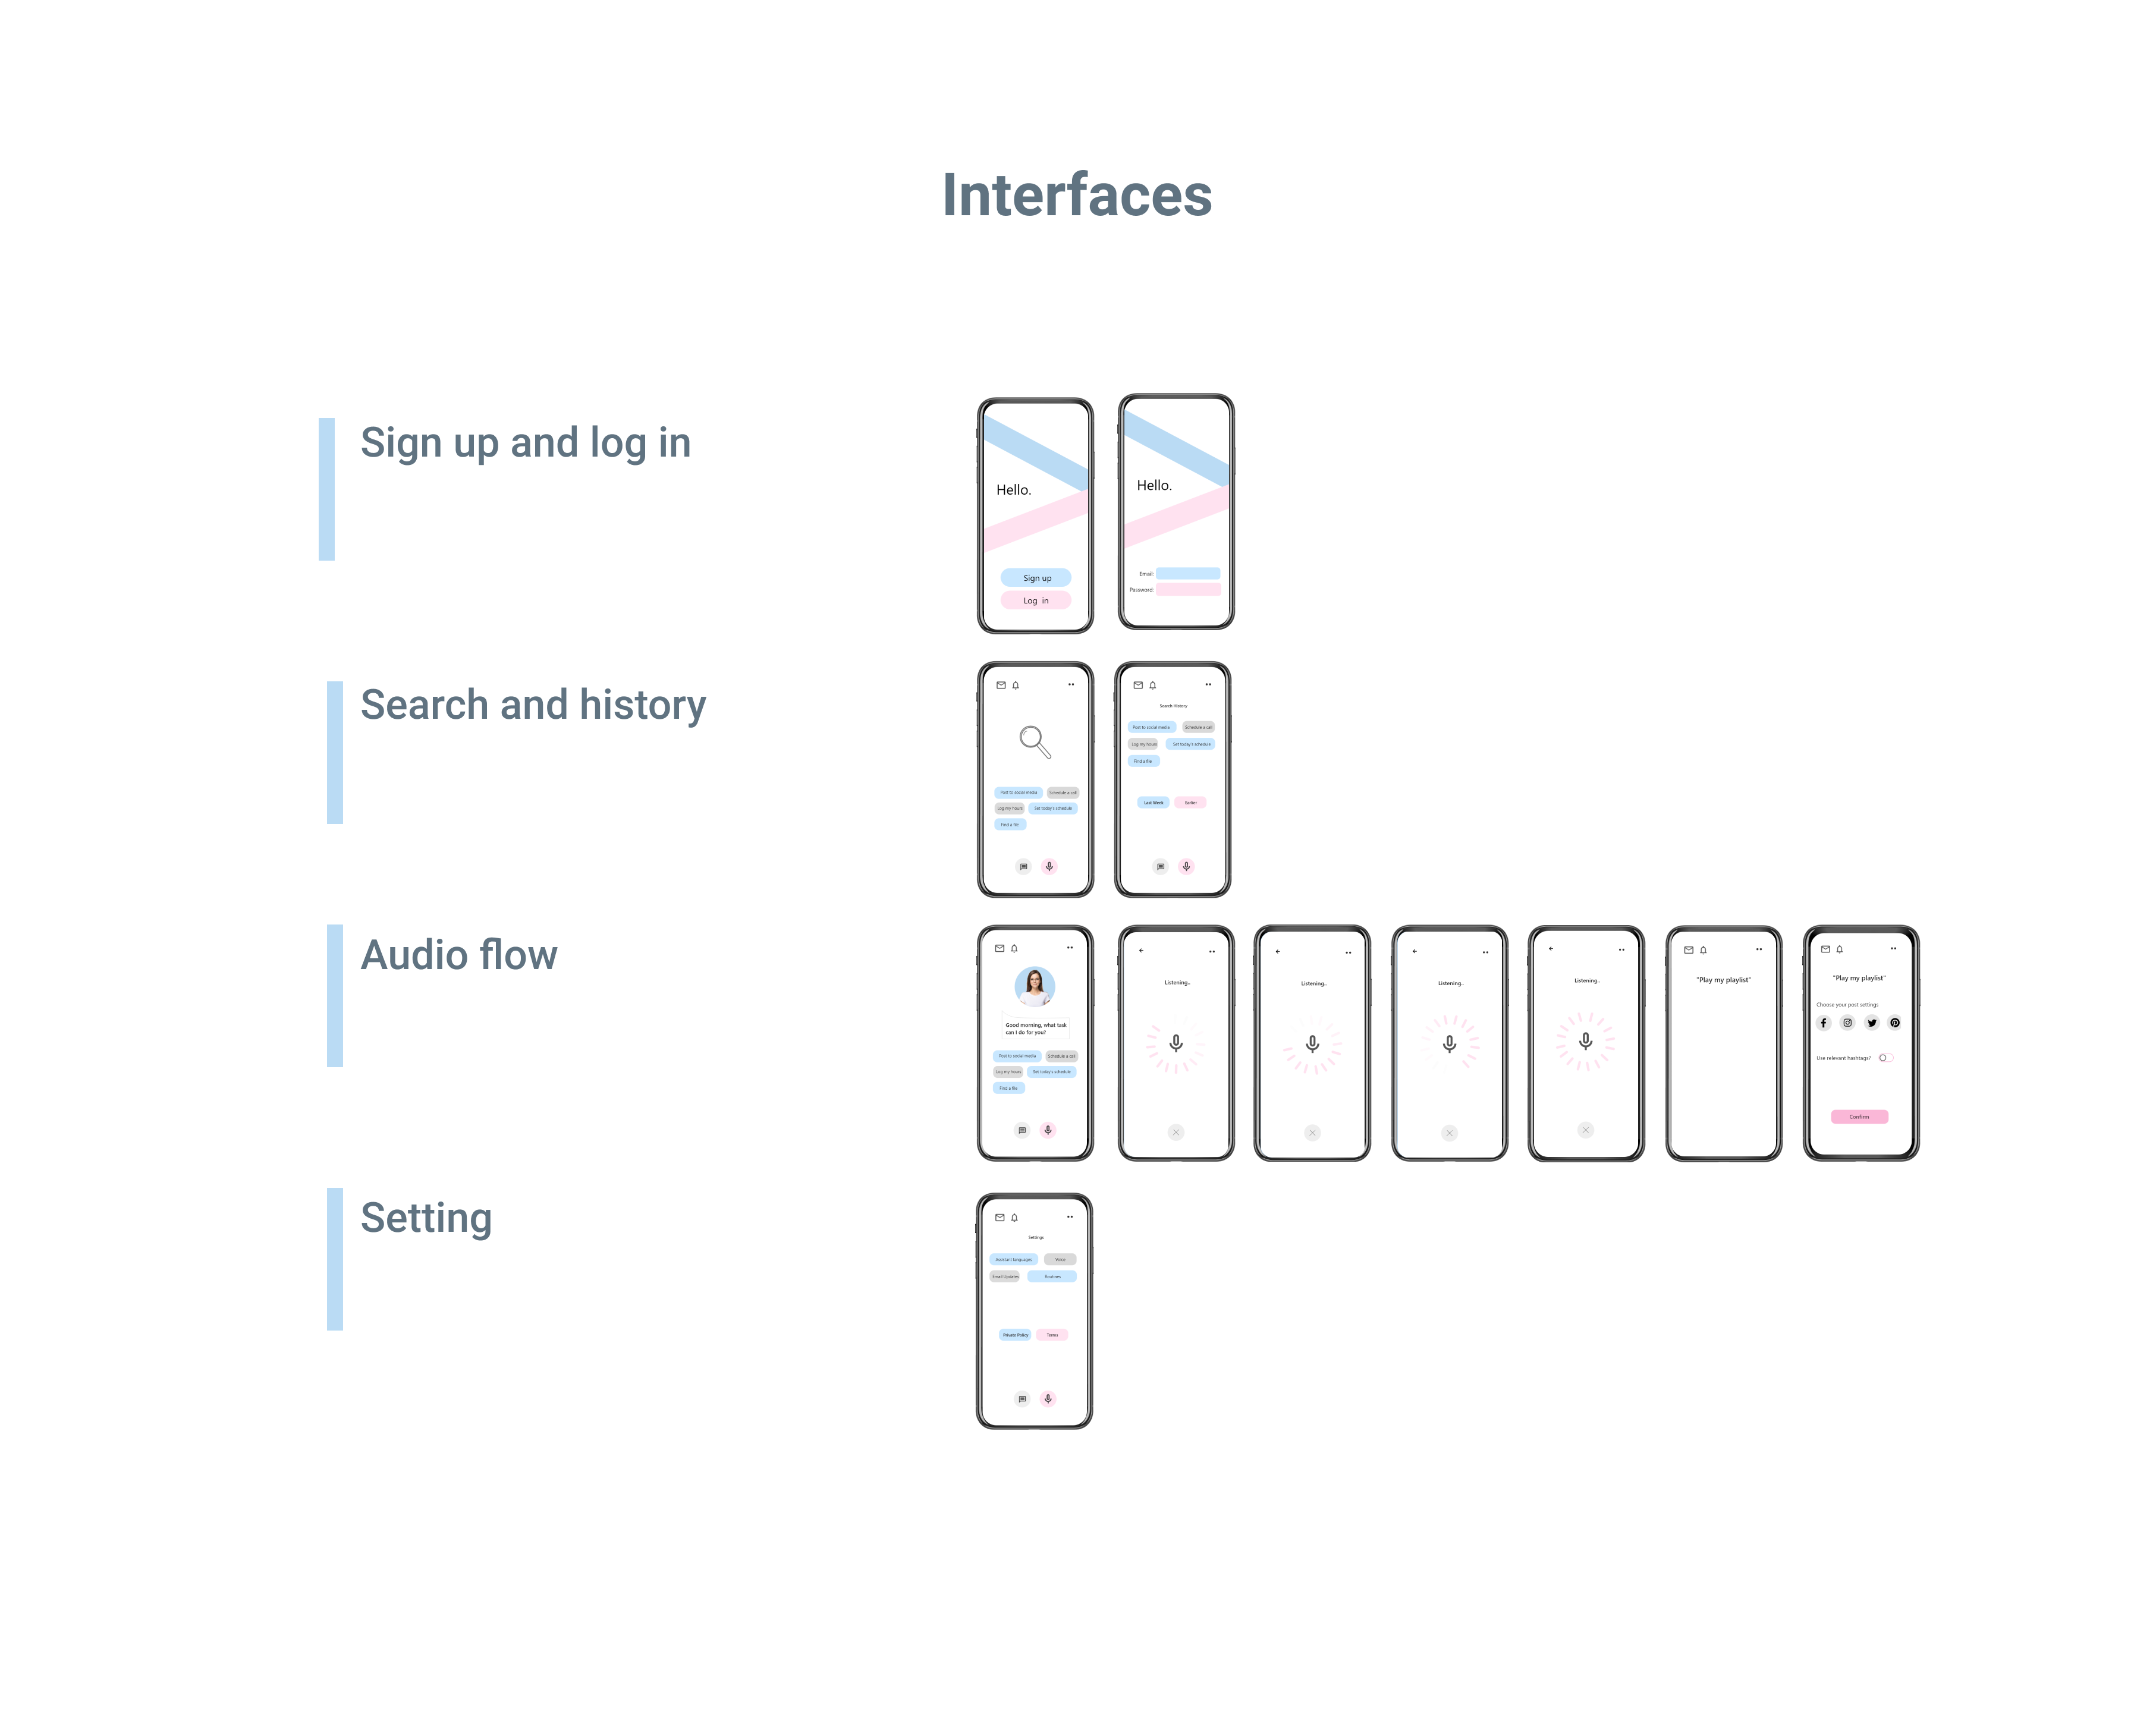 Interfaces
Sign up and log in
Hello.
Sign up
Log in
Hello.
Email
Password
Search and history
Post to social media
Schedule a call
Log my hours
Set today's schedule
Find a file
Search History
Post to social media
Schedule a call
Log my hours
Set today's schedule
Find a file
Last Week
Earlier
Audio flow
Good morning, what task
can I do for you?
Post to social media
Schedule a call
Log my hours
Set today's schedule
Find a file
Listening..
Listening..
Listening..
Listening..
"Play my playlist"
"Play my playlist"
Choose your post settings
Use relevant hashtags?
Confirm
Setting
Settings
Assistant languages
Voice
Email Updates
Routines
Private Policy
Terms